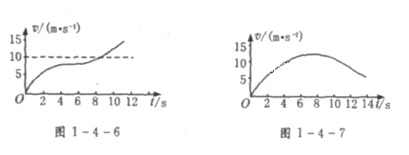 v/(m·s⁻¹)
15
10
5
O 2 4 6 8 10 12 t/s
图 1-4-6
v/(m·s⁻¹)
15
10
5
O 2 4 6 8 10 12 14 t/s
图 1-4-7